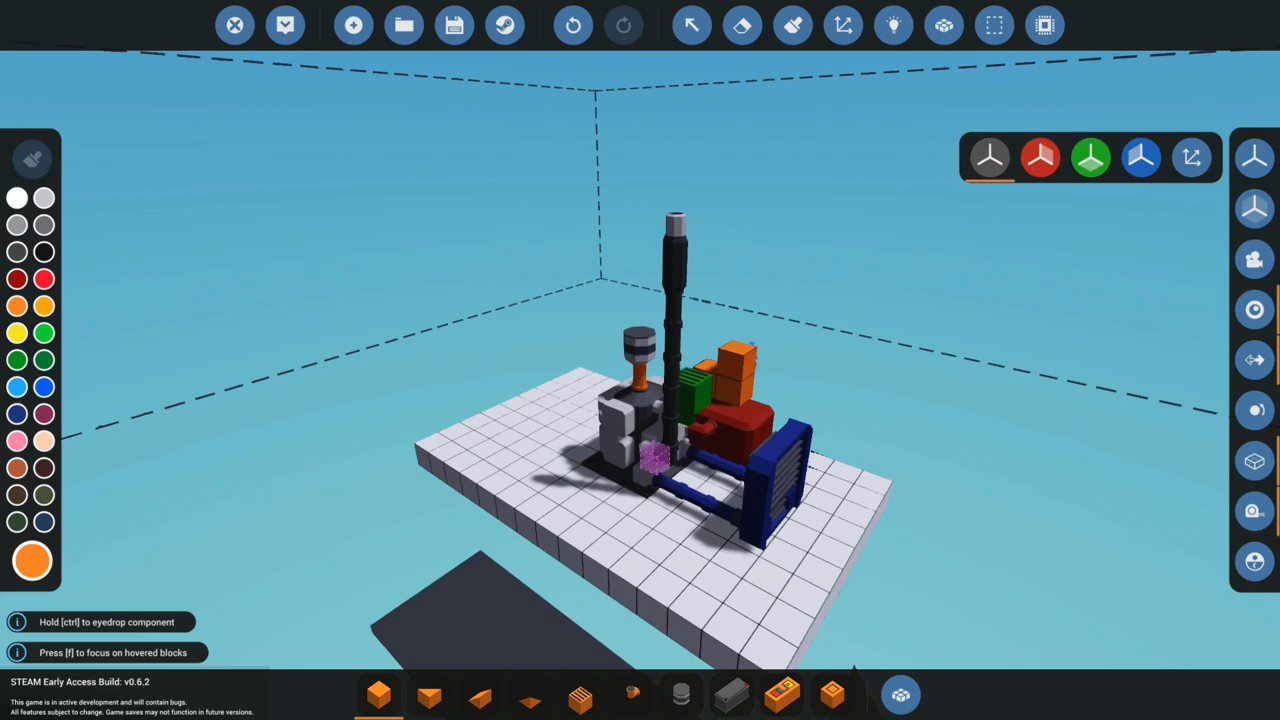 Hold [ctrl] to eyedrop component
Press [f] to focus on hovered blocks
STEAM Early Access Build: v0.6.2
This game is in active development and will contain bugs.
All features subject to change. Game saves may not function in future versions.